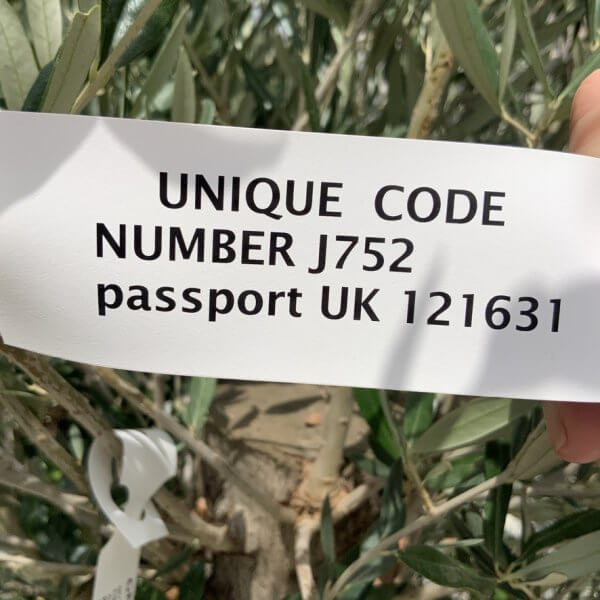 UNIQUE CODE
NUMBER J752
passport UK 121631